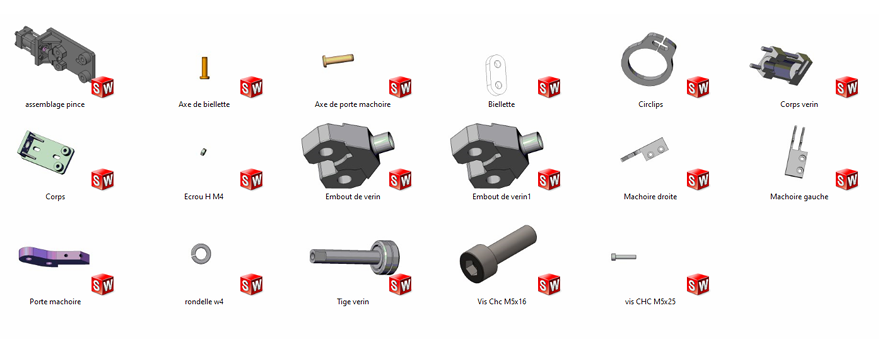 assemblage pince
Axe de biellette
Axe de porte machoire
Biellette
Circlips
Corps verin
Corps
Ecrou H M4
Embout de verin
Embout de verin1
Machoire droite
Machoire gauche
Porte machoire
rondelle w4
Tige verin
Vis Chc M5x16
vis CHC M5x25